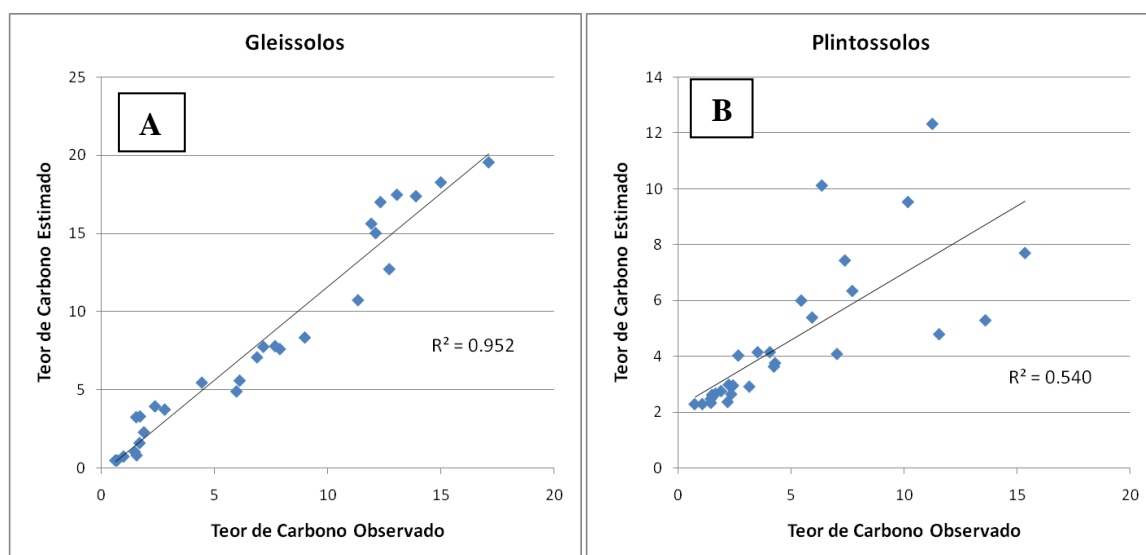 Gleissolos
A
Teor de Carbono Estimado
25
20
15
10
5
0
R² = 0.952
0 5 10 15 20
Teor de Carbono Observado
Plintossolos
B
Teor de Carbono Estimado
14
12
10
8
6
4
2
0
R² = 0.540
0 5 10 15 20
Teor de Carbono Observado